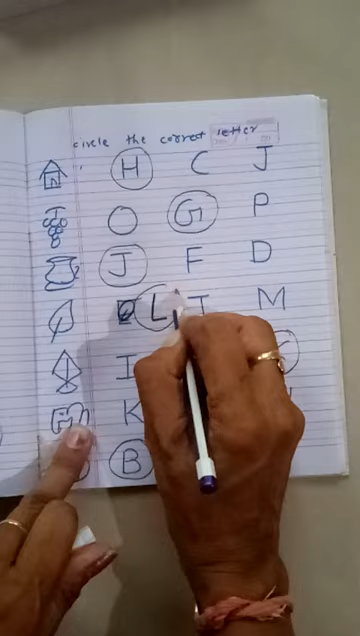 circle the correct letter
H C J
O G P
J F D
L I M
I
K
B